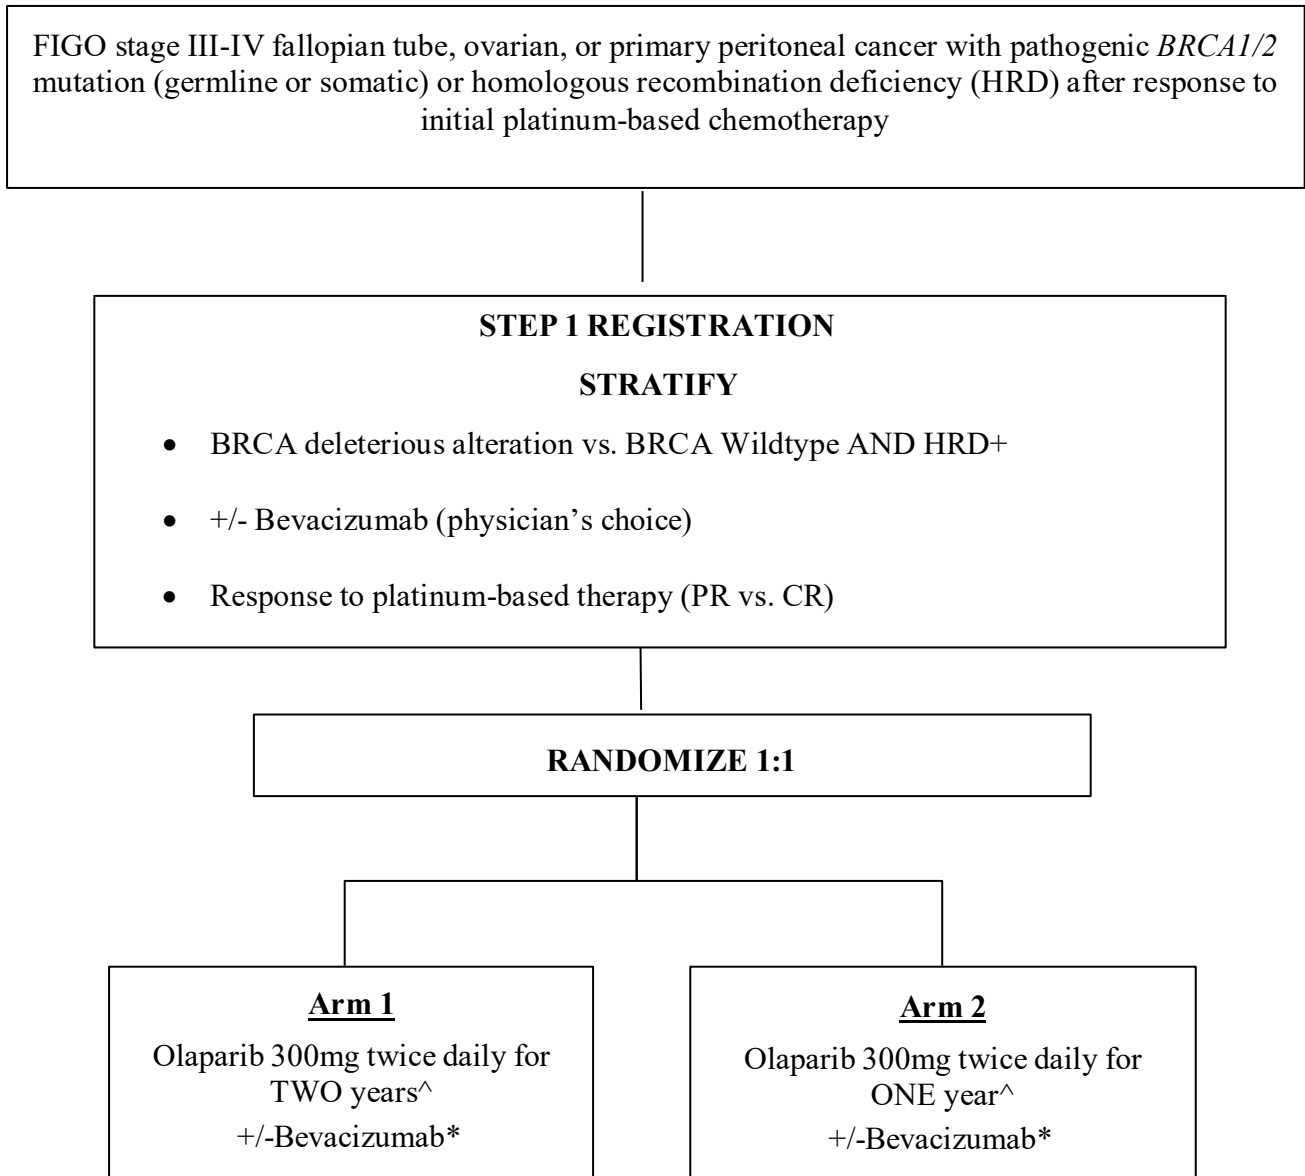 FIGO stage III-IV fallopian tube, ovarian, or primary peritoneal cancer with pathogenic BRCA1/2
mutation (germline or somatic) or homologous recombination deficiency (HRD) after response to
initial platinum-based chemotherapy
STEP 1 REGISTRATION
STRATIFY
• BRCA deleterious alteration vs. BRCA Wildtype AND HRD+
• +/- Bevacizumab (physician’s choice)
• Response to platinum-based therapy (PR vs. CR)
RANDOMIZE 1:1
Arm 1
Olaparib 300mg twice daily for
TWO years^
+/-Bevacizumab*
Arm 2
Olaparib 300mg twice daily for
ONE year^
+/-Bevacizumab*